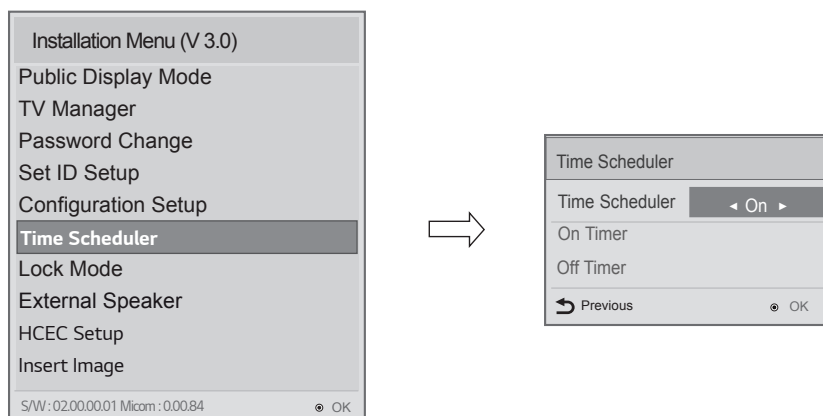 Installation Menu (V 3.0)
Public Display Mode
TV Manager
Password Change
Set ID Setup
Configuration Setup
Time Scheduler
Lock Mode
External Speaker
HCEC Setup
Insert Image
S/W : 02.00.00.01 Micom : 0.00.84 ◉ OK
Time Scheduler
Time Scheduler ◄ On ►
On Timer
Off Timer
Previous ◉ OK